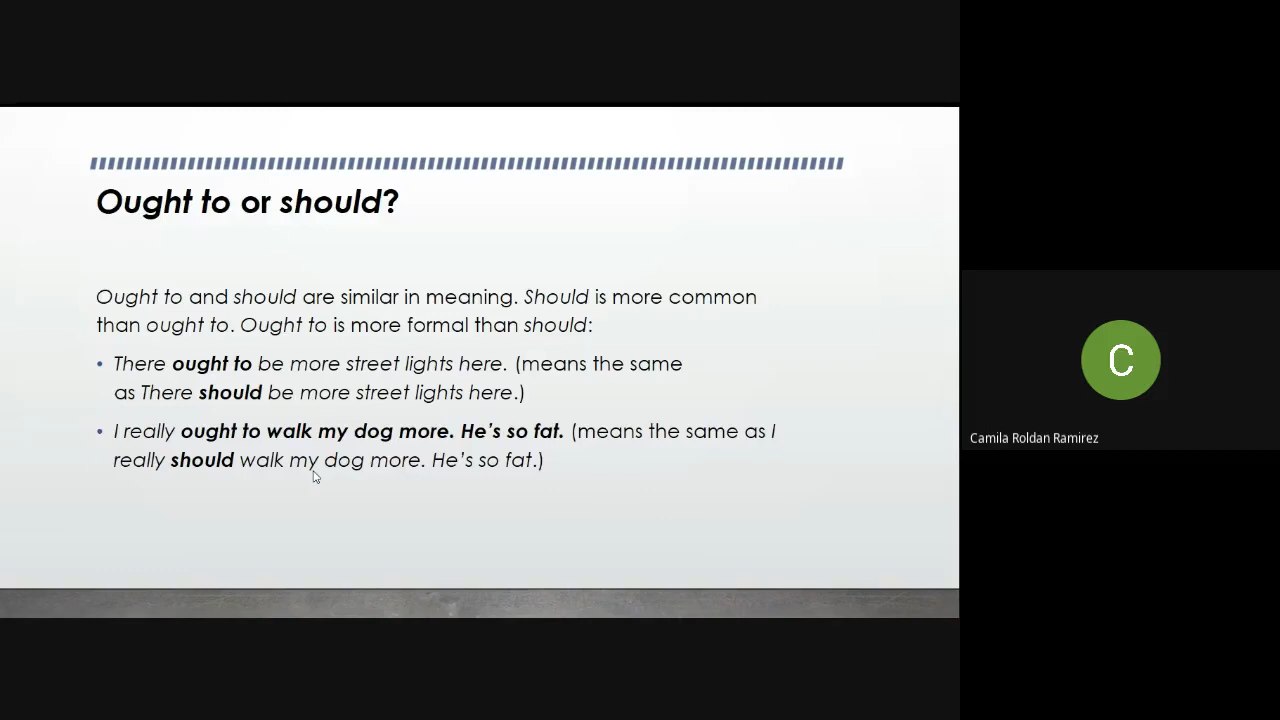 Ought to or should?
Ought to and should are similar in meaning. Should is more common
than ought to. Ought to is more formal than should:
• There ought to be more street lights here. (means the same
as There should be more street lights here.)
• I really ought to walk my dog more. He’s so fat. (means the same as I
really should walk my dog more. He’s so fat.)
C
Camila Roldan Ramirez